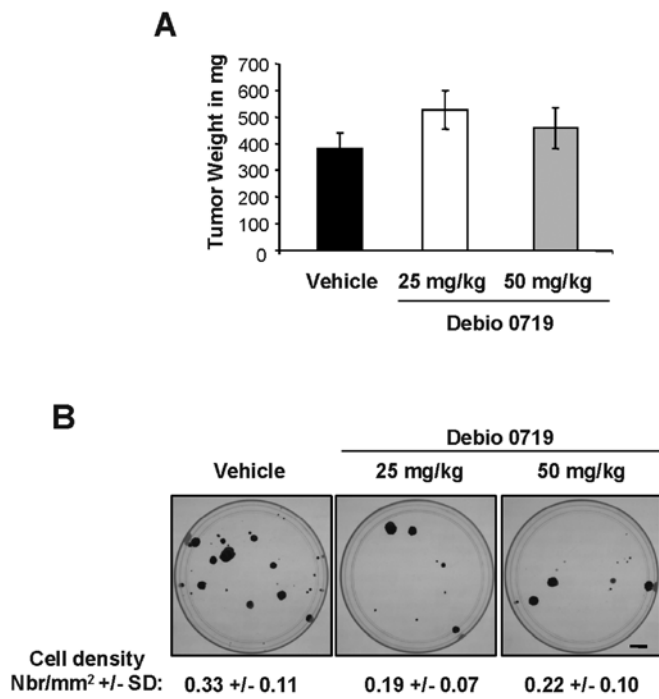 A
Tumor Weight in mg
700
600
500
400
300
200
100
0
Vehicle 25 mg/kg 50 mg/kg
Debio 0719
B
Debio 0719
Vehicle 25 mg/kg 50 mg/kg
Cell density
Nbr/mm² +/- SD: 0.33 +/- 0.11 0.19 +/- 0.07 0.22 +/- 0.10